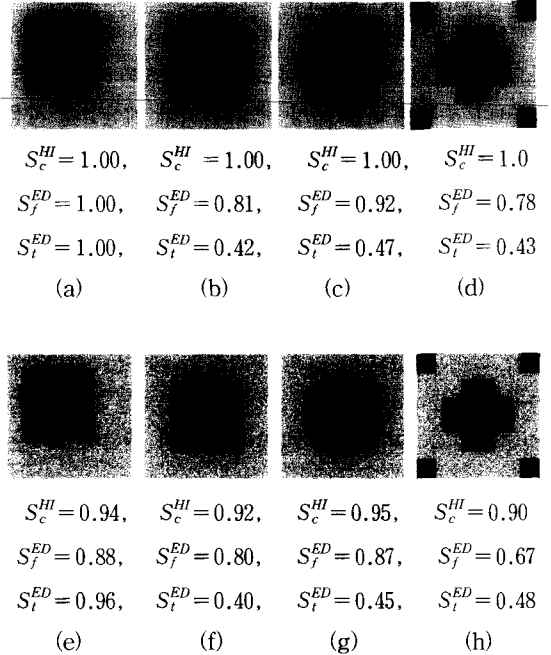 S_c^{HI}=1.00, S_c^{HI} =1.00, S_c^{HI}=1.00, S_c^{HI}=1.0
S_f^{ED}=1.00, S_f^{ED}=0.81, S_f^{ED}=0.92, S_f^{ED}=0.78
S_t^{ED}=1.00, S_t^{ED}=0.42, S_t^{ED}=0.47, S_t^{ED}=0.43
(a) (b) (c) (d)
S_c^{HI}=0.94, S_c^{HI}=0.92, S_c^{HI}=0.95, S_c^{HI}=0.90
S_f^{ED}=0.88, S_f^{ED}=0.80, S_f^{ED}=0.87, S_f^{ED}=0.67
S_t^{ED}=0.96, S_t^{ED}=0.40, S_t^{ED}=0.45, S_t^{ED}=0.48
(e) (f) (g) (h)